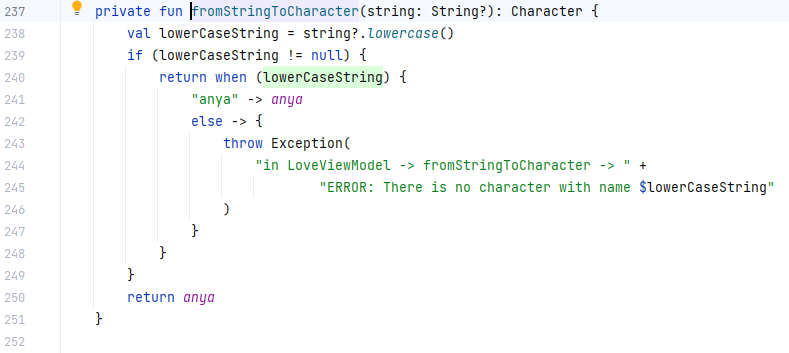 237 private fun fromStringToCharacter(string: String?): Character {
238 val lowerCaseString = string?.lowercase()
239 if (lowerCaseString != null) {
240 return when (lowerCaseString) {
241 "anya" -> anya
242 else -> {
243 throw Exception(
244 "in LoveViewModel -> fromStringToCharacter -> " +
245 "ERROR: There is no character with name $lowerCaseString"
246 )
247 }
248 }
249 }
250 return anya
251 }
252